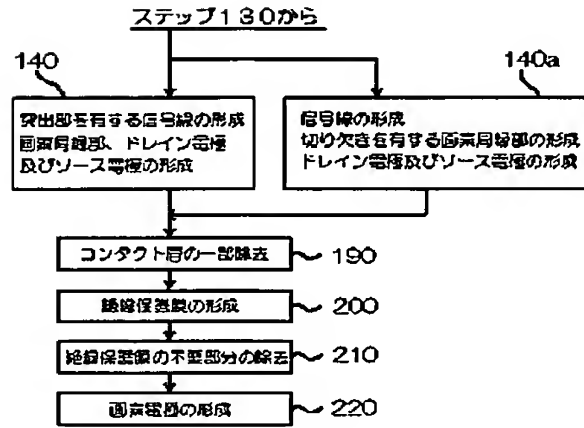 ステップ130から
140
140a
突出部を有する信号線の形成
画素周縁部、ドレイン電極
及びソース電極の形成
信号線の形成
切り欠きを有する画素周縁部の形成
ドレイン電極及びソース電極の形成
コンタクト層の一部除去
190
絶縁保護膜の形成
200
絶縁保護膜の不要部分の除去
210
画素電極の形成
220